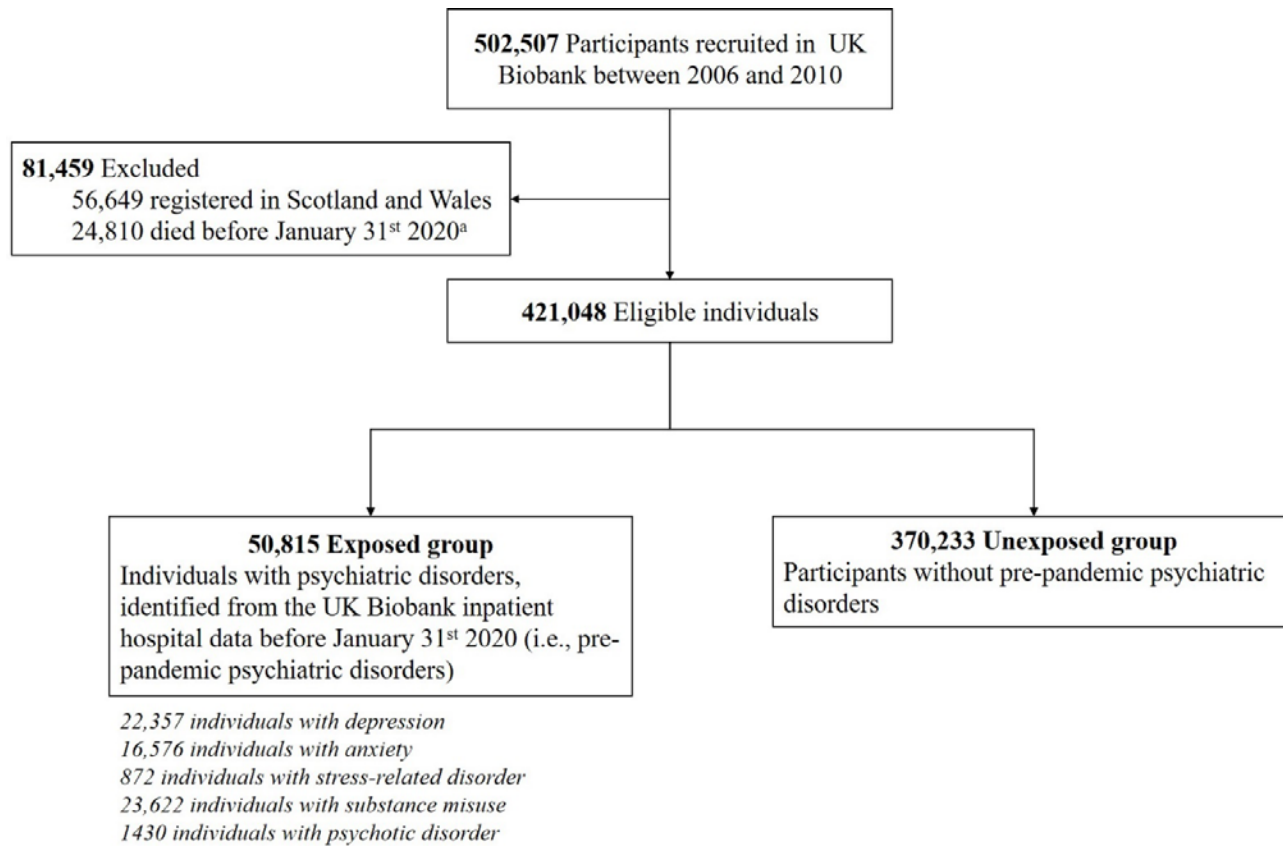 502,507 Participants recruited in UK
Biobank between 2006 and 2010
81,459 Excluded
56,649 registered in Scotland and Wales
24,810 died before January 31st 2020a
421,048 Eligible individuals
50,815 Exposed group
Individuals with psychiatric disorders,
identified from the UK Biobank inpatient
hospital data before January 31st 2020 (i.e., pre-
pandemic psychiatric disorders)
370,233 Unexposed group
Participants without pre-pandemic psychiatric
disorders
22,357 individuals with depression
16,576 individuals with anxiety
872 individuals with stress-related disorder
23,622 individuals with substance misuse
1430 individuals with psychotic disorder